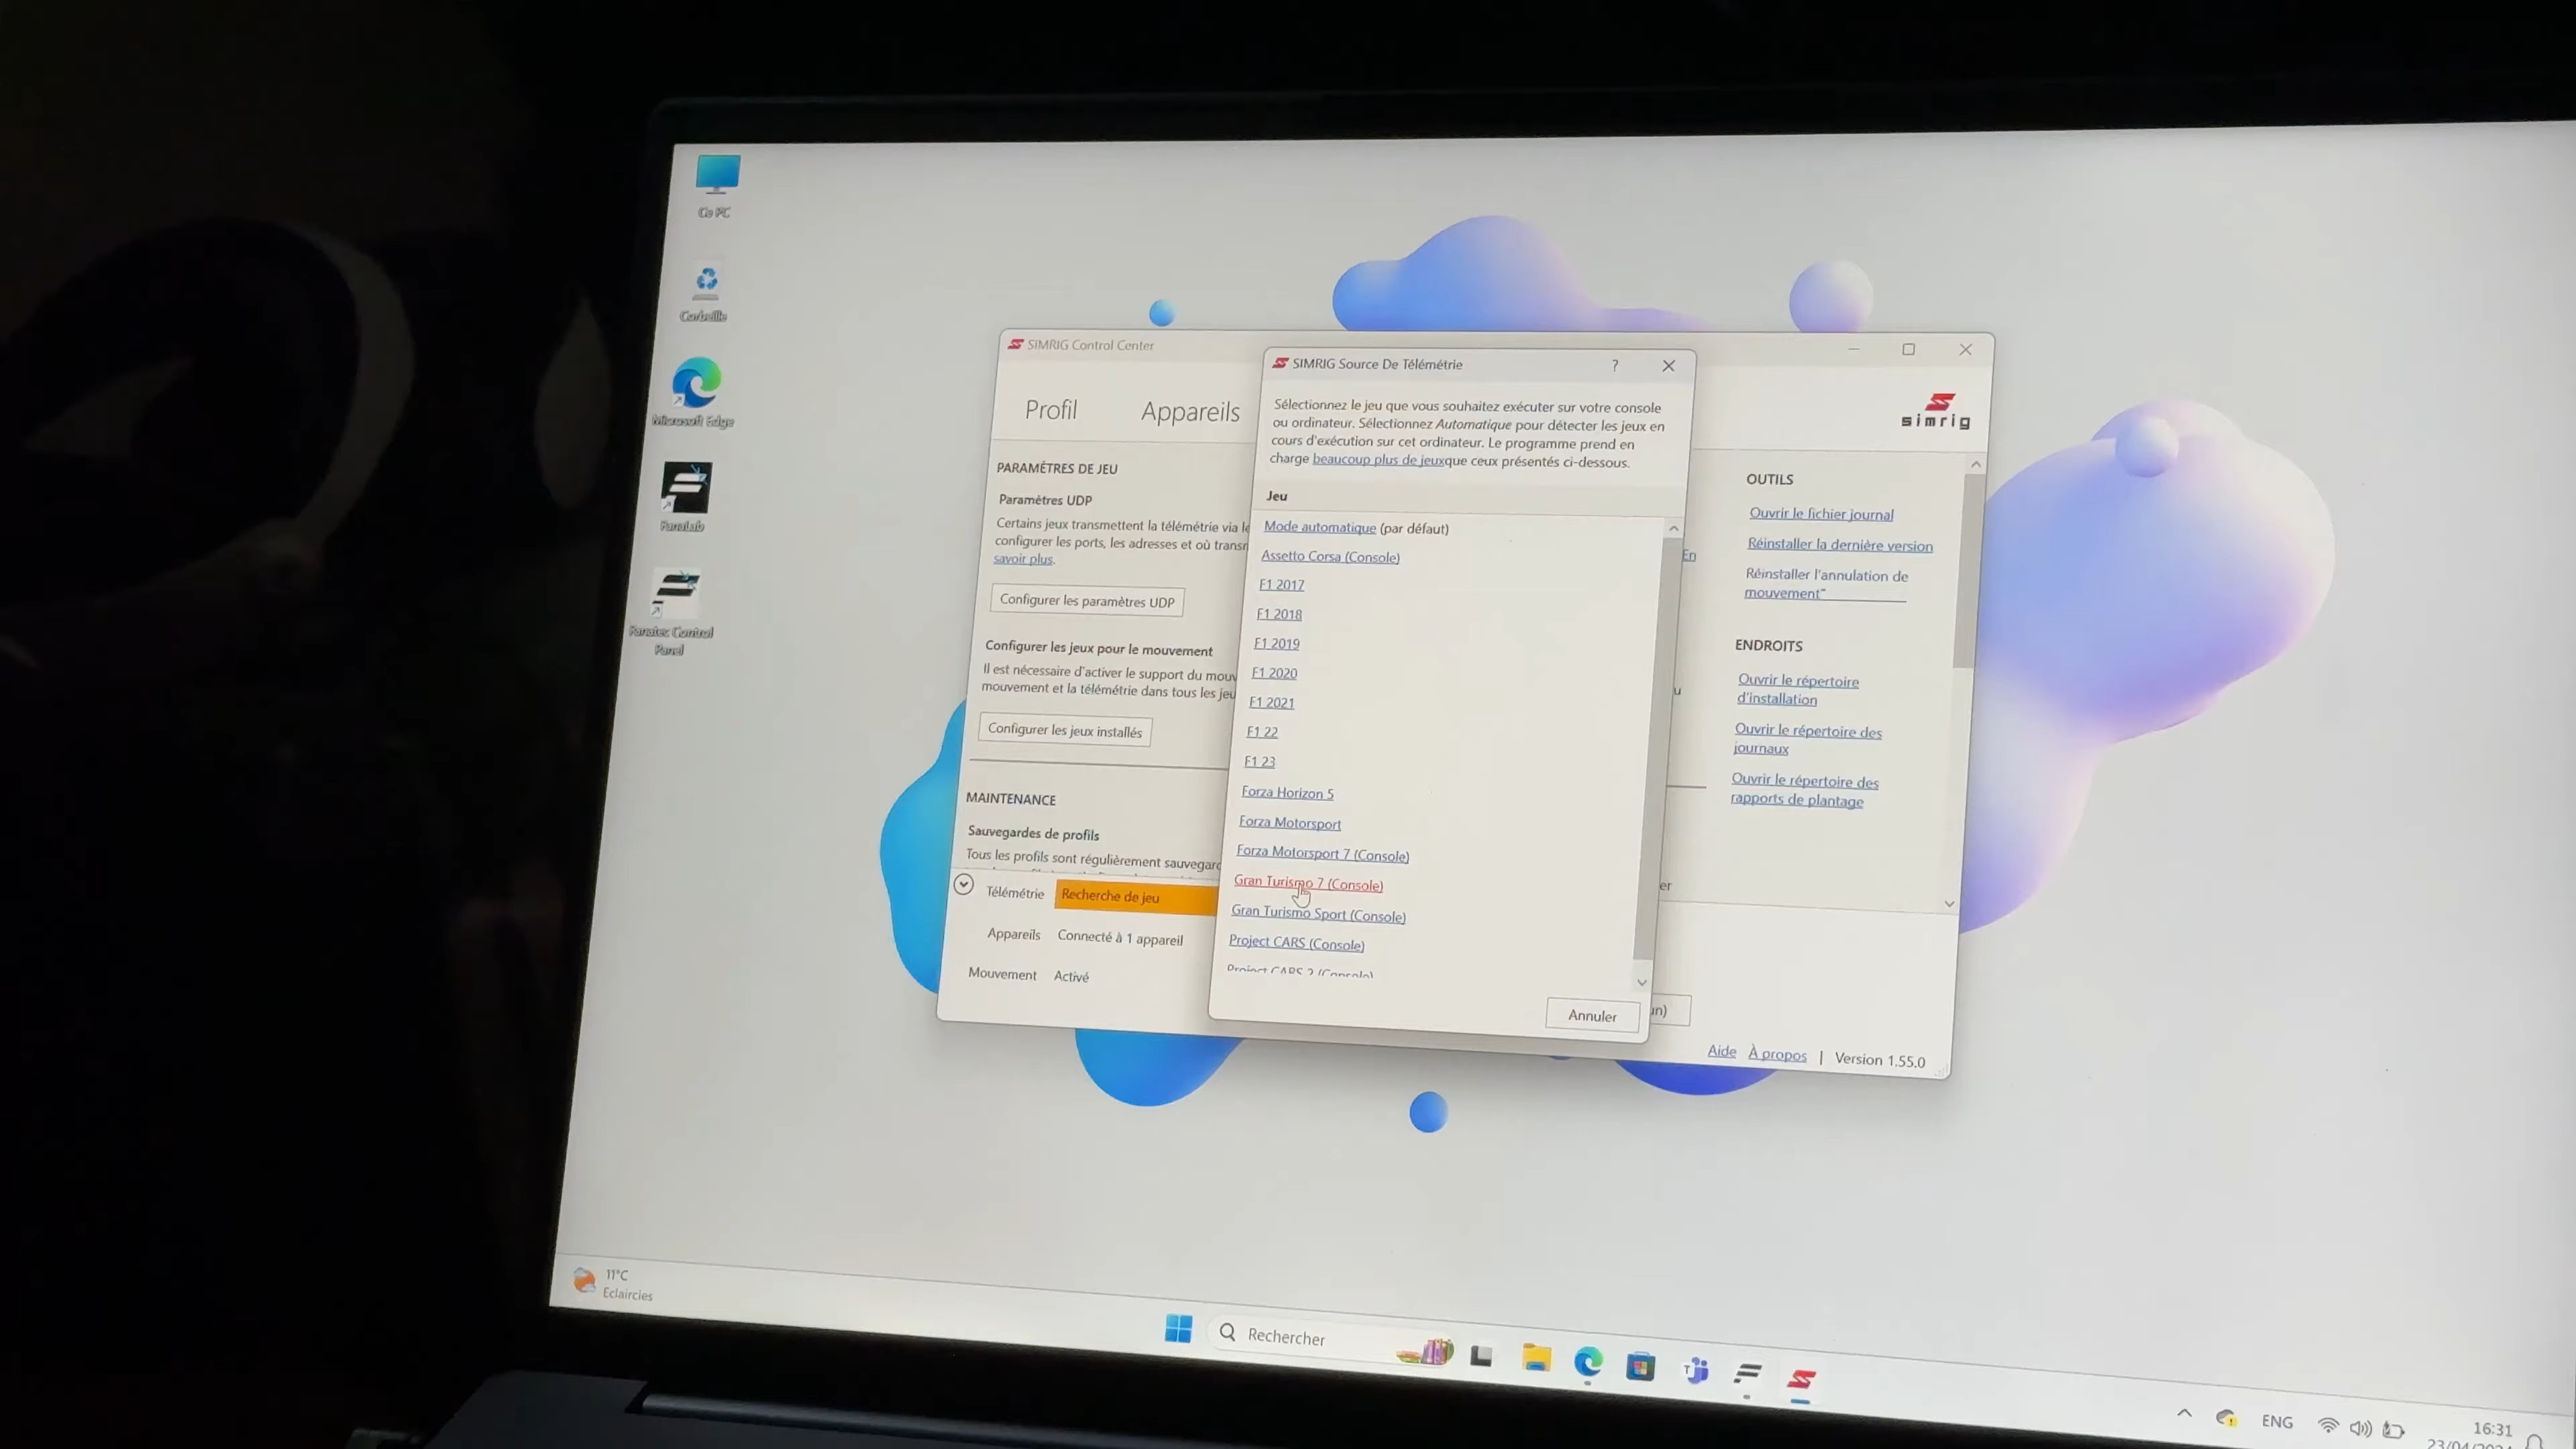 Ce PC
Corbeille
Microsoft Edge
FanaLab
Fanatec Control
Panel
SIMRIG Control Center
Profil
Appareils
simrig
PARAMÈTRES DE JEU
Paramètres UDP
Certains jeux transmettent la télémétrie via le
configurer les ports, les adresses et où transm
savoir plus.
Configurer les paramètres UDP
Configurer les jeux pour le mouvement
Il est nécessaire d'activer le support du mouv
mouvement et la télémétrie dans tous les jeu
Configurer les jeux installés
MAINTENANCE
Sauvegardes de profils
Tous les profils sont régulièrement sauvegard
Télémétrie Recherche de jeu
Appareils Connecté à 1 appareil
Mouvement Activé
SIMRIG Source De Télémétrie
Sélectionnez le jeu que vous souhaitez exécuter sur votre console
ou ordinateur. Sélectionnez Automatique pour détecter les jeux en
cours d'exécution sur cet ordinateur. Le programme prend en
charge beaucoup plus de jeuxque ceux présentés ci-dessous.
Jeu
Mode automatique (par défaut)
Assetto Corsa (Console)
F1 2017
F1 2018
F1 2019
F1 2020
F1 2021
F1 22
F1 23
Forza Horizon 5
Forza Motorsport
Forza Motorsport 7 (Console)
Gran Turismo 7 (Console)
Gran Turismo Sport (Console)
Project CARS (Console)
Project CARS 2 (Console)
Annuler
En
u
er
un)
OUTILS
Ouvrir le fichier journal
Réinstaller la dernière version
Réinstaller l'annulation de
mouvement"
ENDROITS
Ouvrir le répertoire
d'installation
Ouvrir le répertoire des
journaux
Ouvrir le répertoire des
rapports de plantage
Aide À propos | Version 1.55.0
11°C
Eclaircies
Rechercher
ENG
16:31